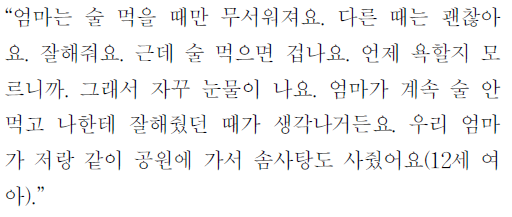 “엄마는 술 먹을 때만 무서워져요. 다른 때는 괜찮아
요. 잘해줘요. 근데 술 먹으면 겁나요. 언제 욕할지 모
르니까. 그래서 자꾸 눈물이 나요. 엄마가 계속 술 안
먹고 나한테 잘해줬던 때가 생각나거든요. 우리 엄마
가 저랑 같이 공원에 가서 솜사탕도 사줬어요(12세 여
아).”